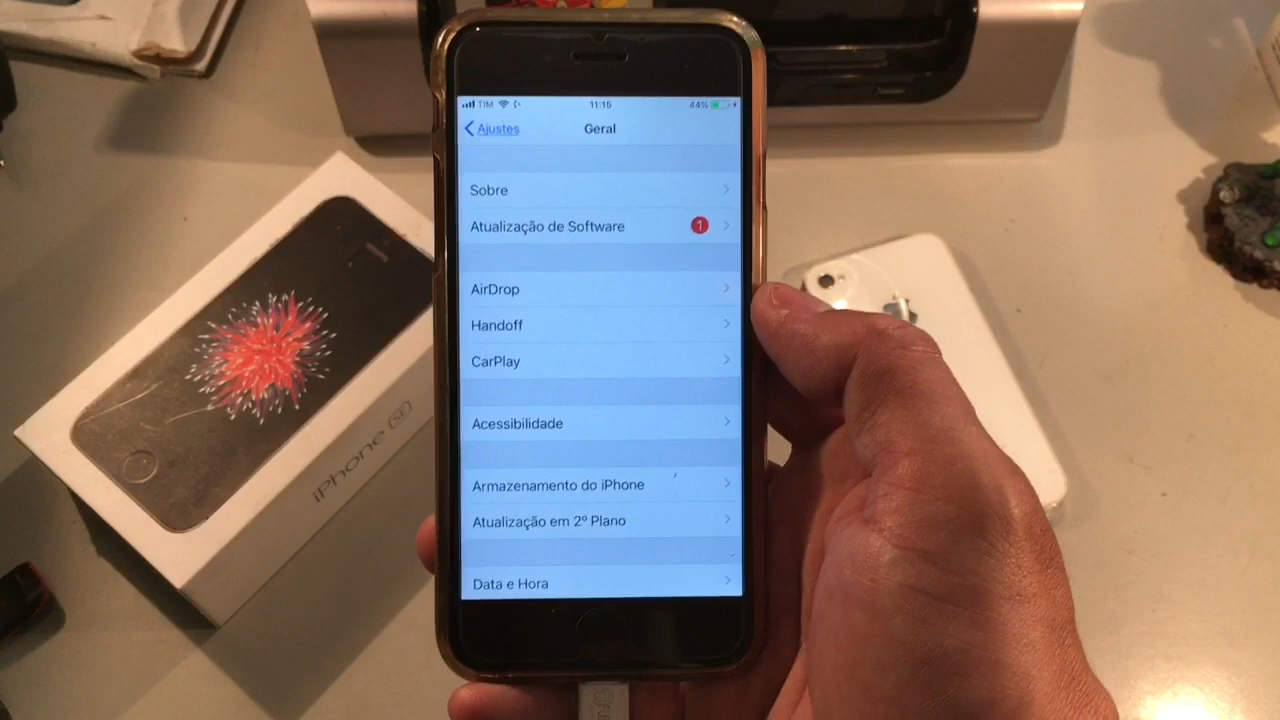 TIM 11:15 44%
Ajustes Geral
Sobre
Atualização de Software 1
AirDrop
Handoff
CarPlay
Acessibilidade
Armazenamento do iPhone
Atualização em 2º Plano
Data e Hora
iPhone SE